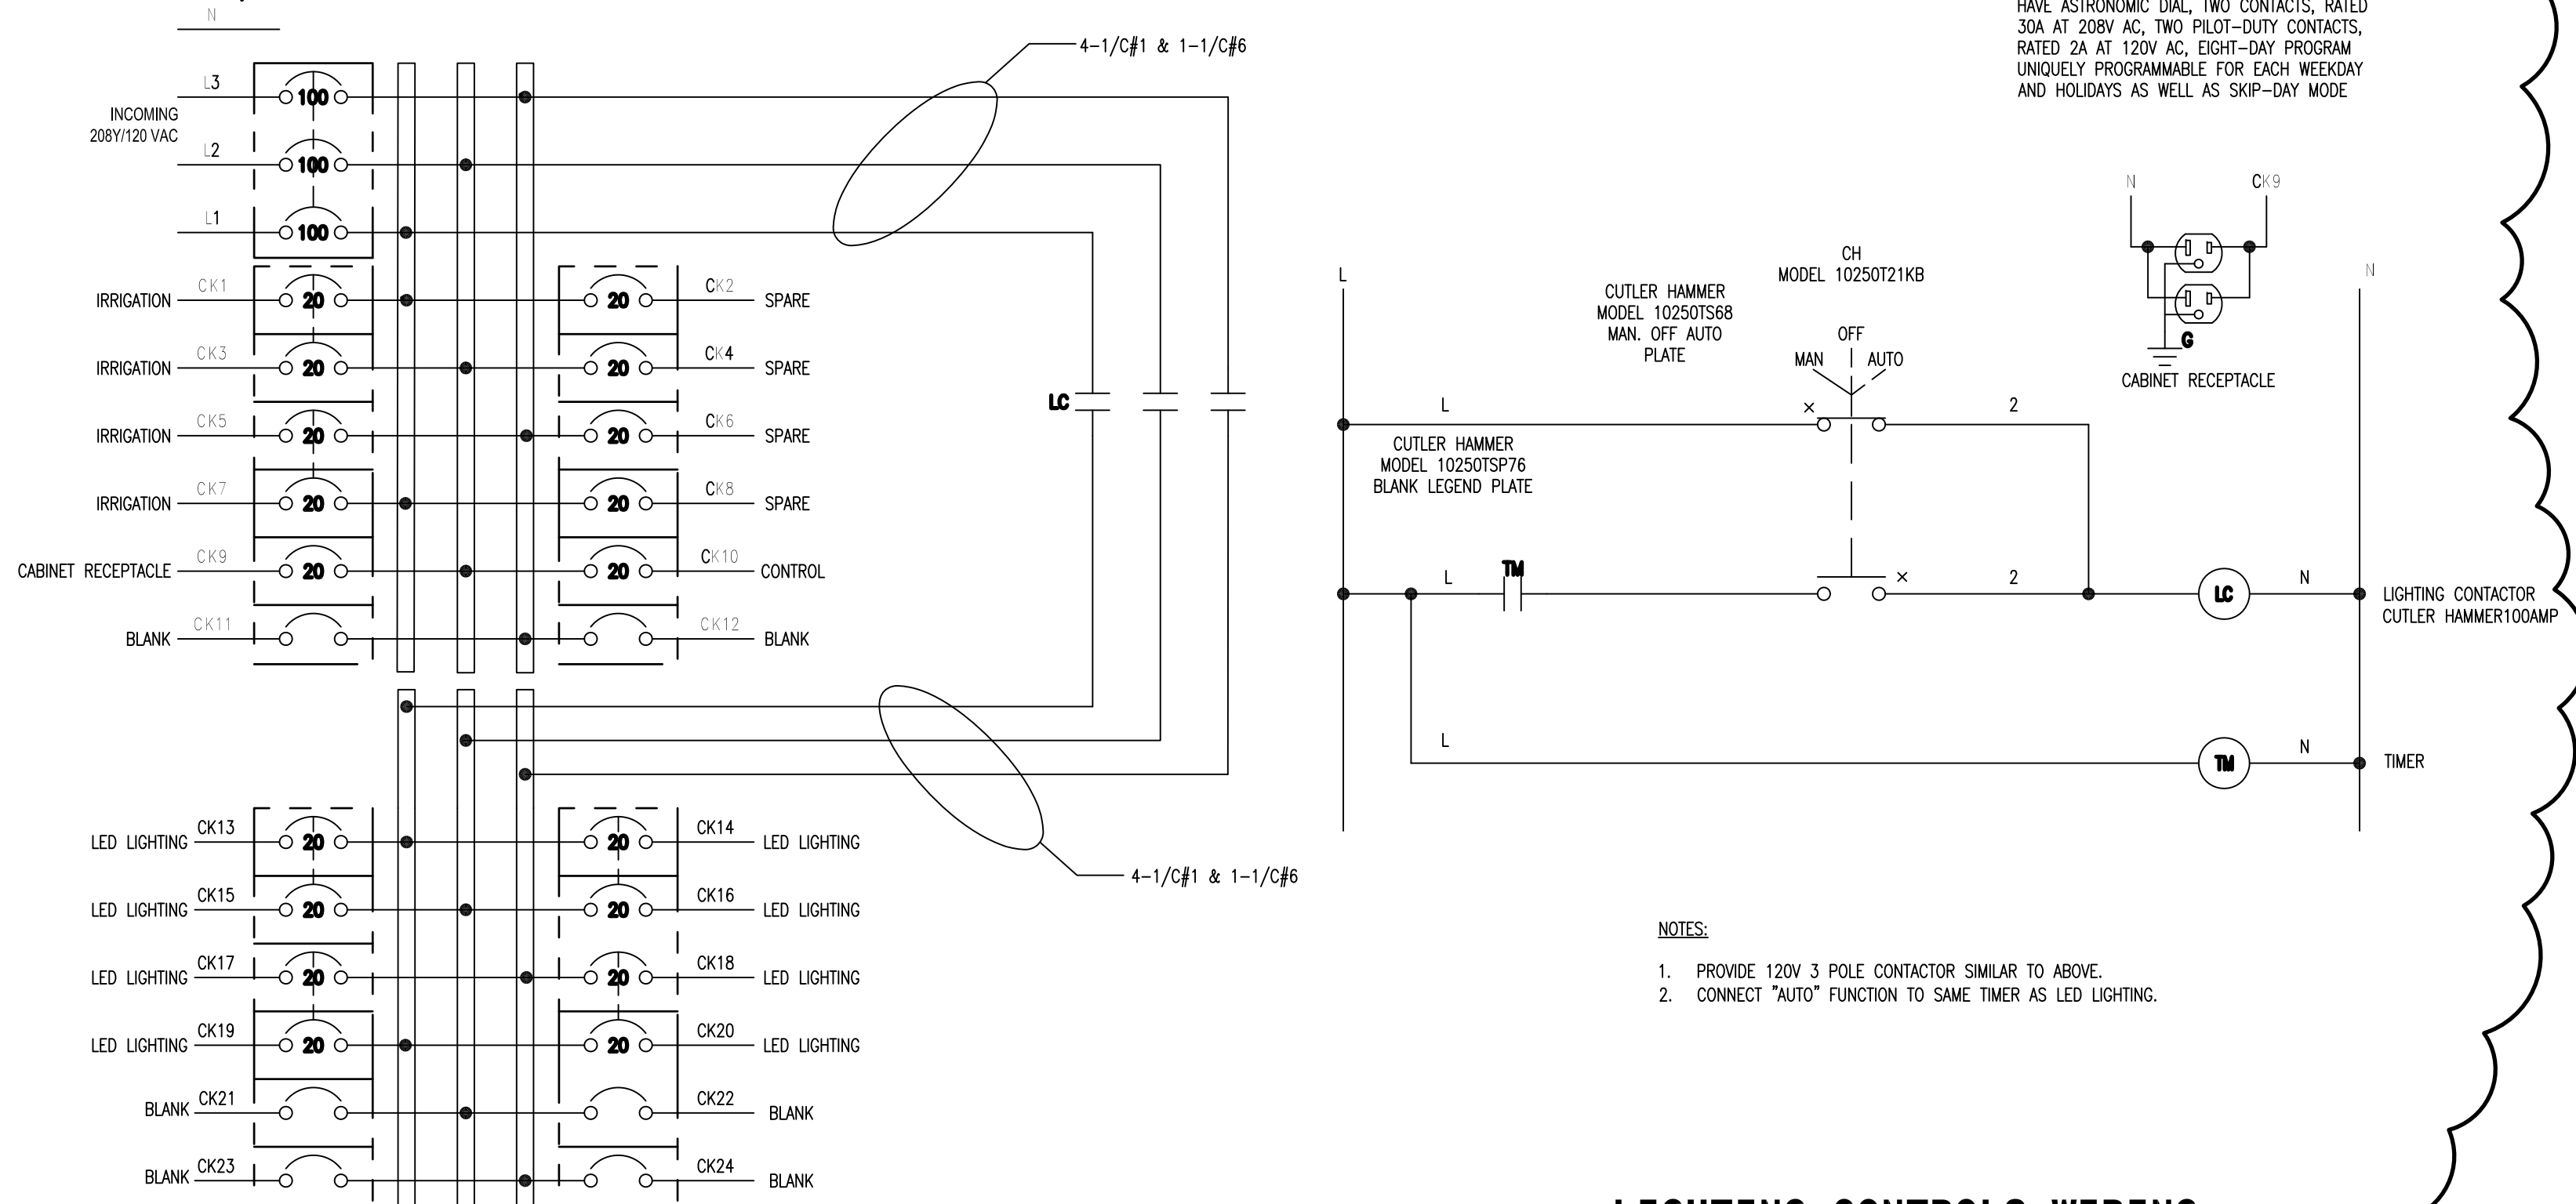 N
L3
100
INCOMING
208Y/120 VAC
L2
100
L1
100
4-1/C#1 & 1-1/C#6
IRRIGATION CK1 20 20 CK2 SPARE
IRRIGATION CK3 20 20 CK4 SPARE
IRRIGATION CK5 20 20 CK6 SPARE
IRRIGATION CK7 20 20 CK8 SPARE
CABINET RECEPTACLE CK9 20 20 CK10 CONTROL
BLANK CK11 CK12 BLANK
LC
4-1/C#1 & 1-1/C#6
LED LIGHTING CK13 20 20 CK14 LED LIGHTING
LED LIGHTING CK15 20 20 CK16 LED LIGHTING
LED LIGHTING CK17 20 20 CK18 LED LIGHTING
LED LIGHTING CK19 20 20 CK20 LED LIGHTING
BLANK CK21 CK22 BLANK
BLANK CK23 CK24 BLANK
HAVE ASTRONOMIC DIAL, TWO CONTACTS, RATED
30A AT 208V AC, TWO PILOT-DUTY CONTACTS,
RATED 2A AT 120V AC, EIGHT-DAY PROGRAM
UNIQUELY PROGRAMMABLE FOR EACH WEEKDAY
AND HOLIDAYS AS WELL AS SKIP-DAY MODE
N CK9
G
CABINET RECEPTACLE
L
N
CUTLER HAMMER
MODEL 10250TS68
MAN. OFF AUTO
PLATE
CH
MODEL 10250T21KB
OFF
MAN AUTO
L X 2
CUTLER HAMMER
MODEL 10250TSP76
BLANK LEGEND PLATE
L TM X 2 LC N
LIGHTING CONTACTOR
CUTLER HAMMER100AMP
L TM N TIMER
NOTES:
1. PROVIDE 120V 3 POLE CONTACTOR SIMILAR TO ABOVE.
2. CONNECT "AUTO" FUNCTION TO SAME TIMER AS LED LIGHTING.
LIGHTING CONTROLS WIRING